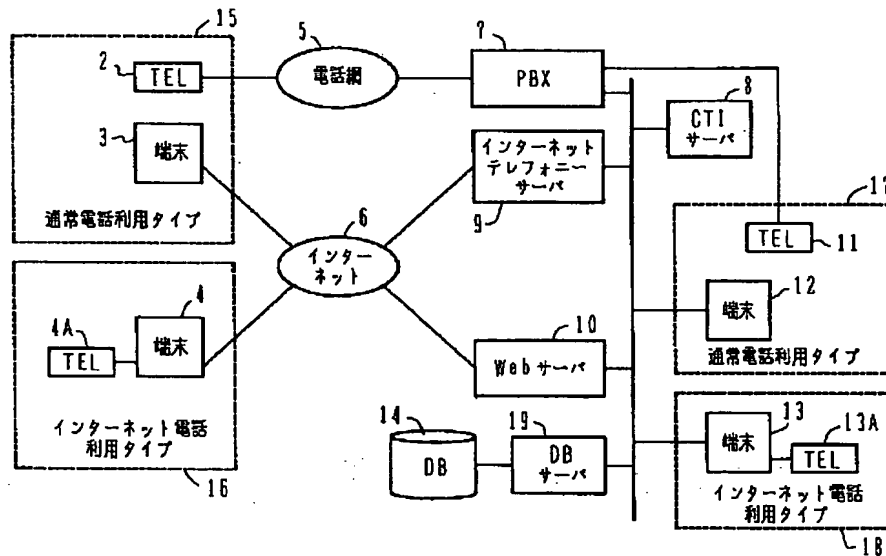 15
5
7
2
TEL
電話網
PBX
8
CTI
サーバ
3
端末
インターネット
テレフォニー
サーバ
9
通常電話利用タイプ
6
インター
ネット
17
TEL
11
4
4A
TEL
端末
10
Webサーバ
端末
12
通常電話利用タイプ
インターネット電話
利用タイプ
16
14
DB
19
DB
サーバ
13
端末
13A
TEL
インターネット電話
利用タイプ
18